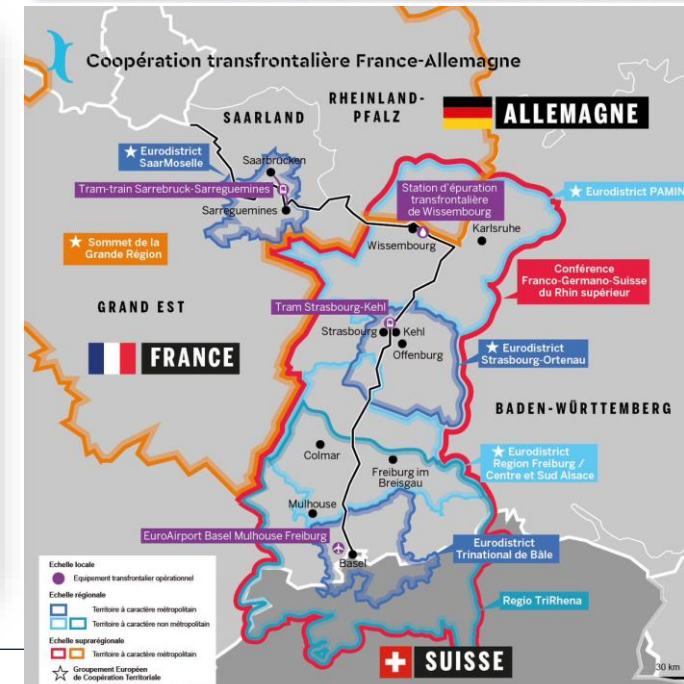 Coopération transfrontalière France-Allemagne
RHEINLAND-
PFALZ
SAARLAND
ALLEMAGNE
★ Eurodistrict
SaarMoselle
Saarbrücken
Tram-train Sarrebruck-Sarreguemines
Sarreguemines
Station d'épuration
transfrontalière
de Wissembourg
★ Eurodistrict PAMIN
Wissembourg
Karlsruhe
★ Sommet de la
Grande Région
Conférence
Franco-Germano-Suisse
du Rhin supérieur
GRAND EST
Tram Strasbourg-Kehl
Strasbourg
Kehl
Offenburg
FRANCE
★ Eurodistrict
Strasbourg-Ortenau
BADEN-WÜRTTEMBERG
Colmar
Freiburg im
Breisgau
★ Eurodistrict
Region Freiburg /
Centre et Sud Alsace
Mulhouse
EuroAirport Basel Mulhouse Freiburg
Basel
Eurodistrict
Trinational de Bâle
Regio TriRhena
Echelle locale
Equipement transfrontalier opérationnel
Echelle régionale
Territoire à caractère métropolitain
Territoire à caractère non métropolitain
Echelle suprarégionale
Territoire à caractère métropolitain
Groupement Européen
de Coopération Territoriale
SUISSE
30 km